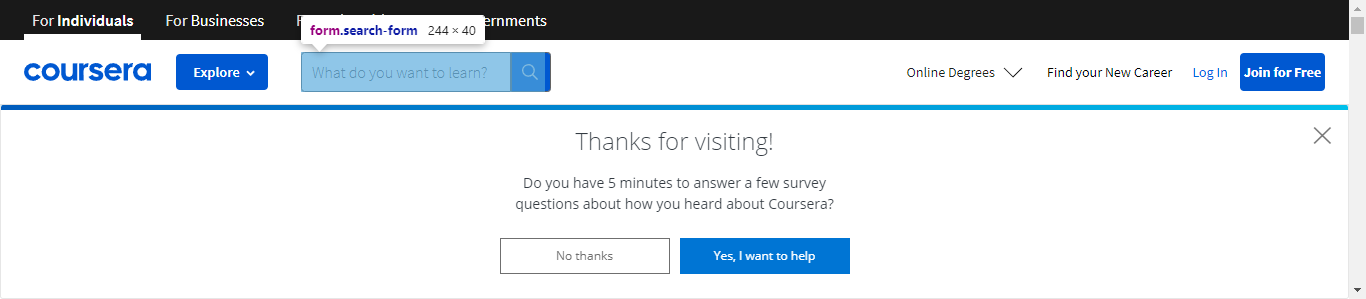 For Individuals
For Businesses
F
ernments
form.search-form 244 × 40
coursera
Explore
What do you want to learn?
Online Degrees
Find your New Career
Log In
Join for Free
Thanks for visiting!
Do you have 5 minutes to answer a few survey
questions about how you heard about Coursera?
No thanks
Yes, I want to help